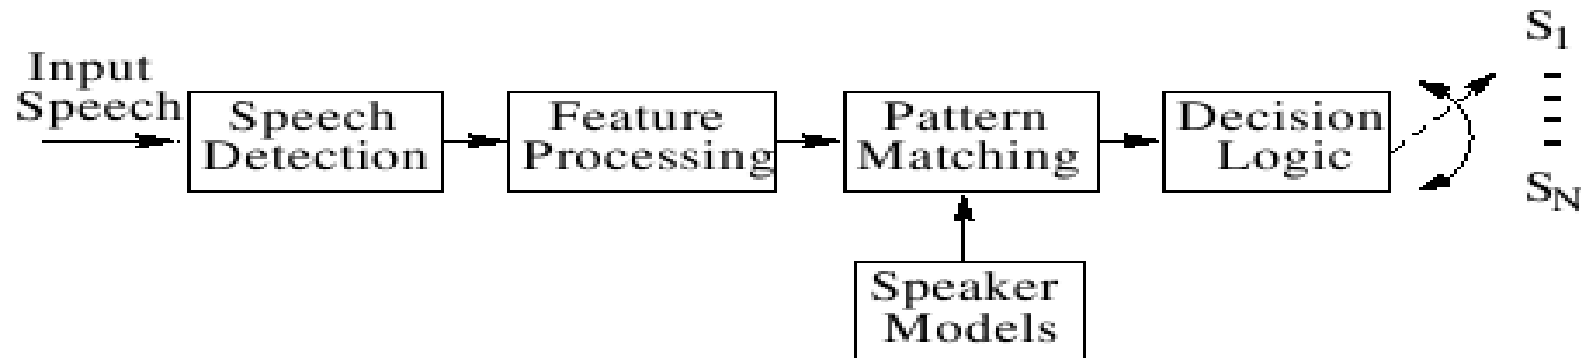 Input
Speech
Speech
Detection
Feature
Processing
Pattern
Matching
Decision
Logic
S1
SN
Speaker
Models